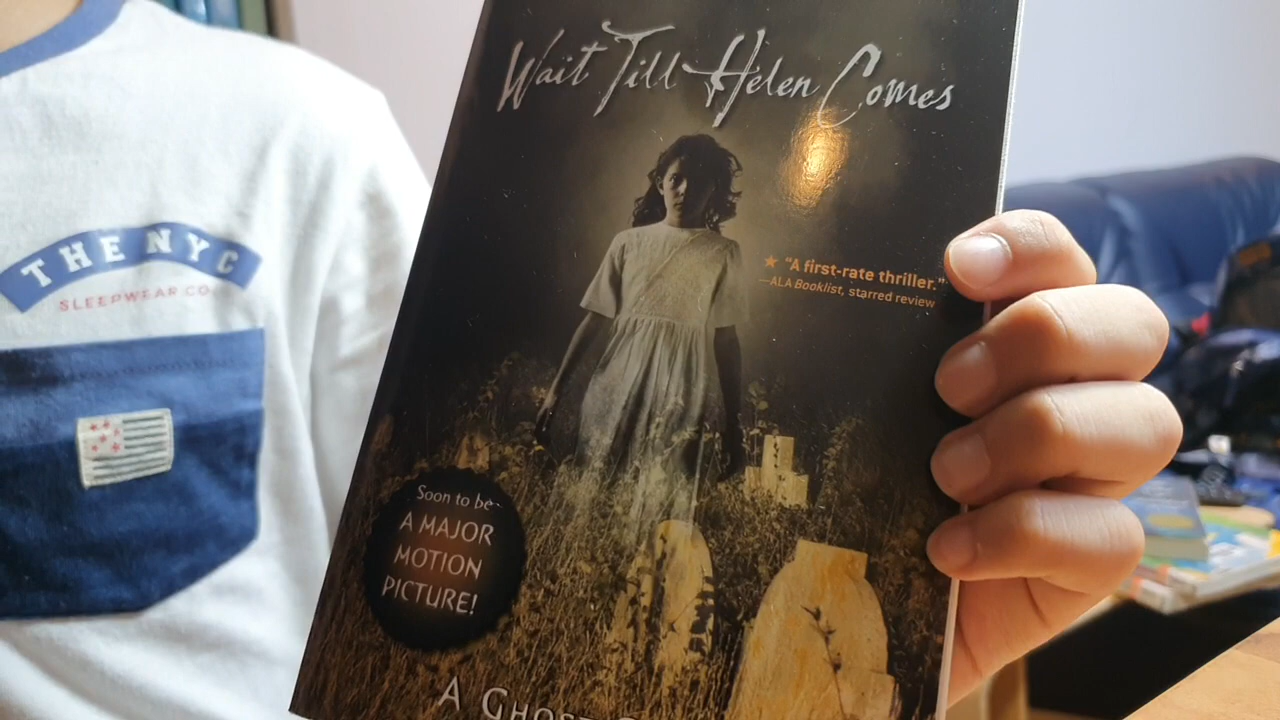 THE NYC
SLEEPWEAR CO
Wait Till Helen Comes
"A first-rate thriller."
—ALA Booklist, starred review
Soon to be
A MAJOR
MOTION
PICTURE!
A GHOST